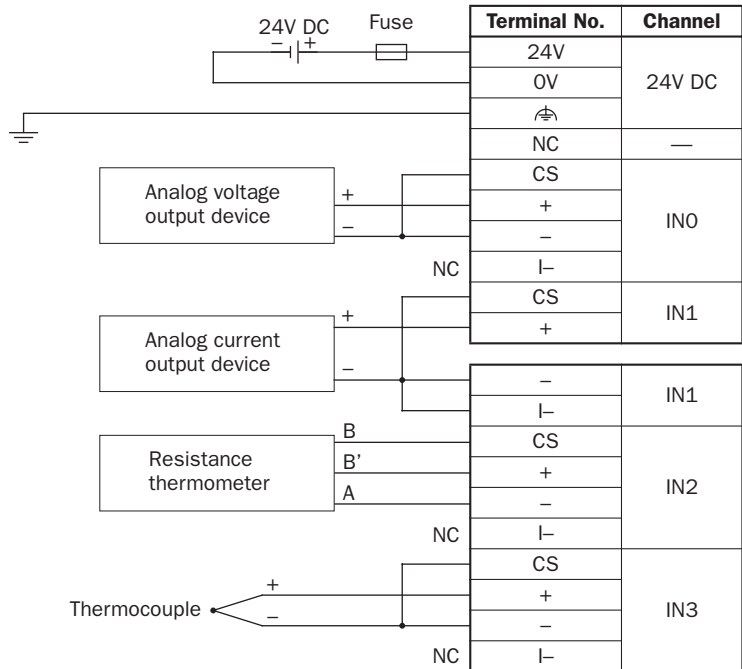 24V DC
Fuse
Terminal No. Channel
− +
24V
0V 24V DC
NC —
CS
Analog voltage
output device
+ +
− −
IN0
NC I–
CS
Analog current
output device
+ +
IN1
− −
I–
IN1
B CS
Resistance
thermometer
B’ +
A −
IN2
NC I–
CS
Thermocouple
+ +
− −
IN3
NC I–